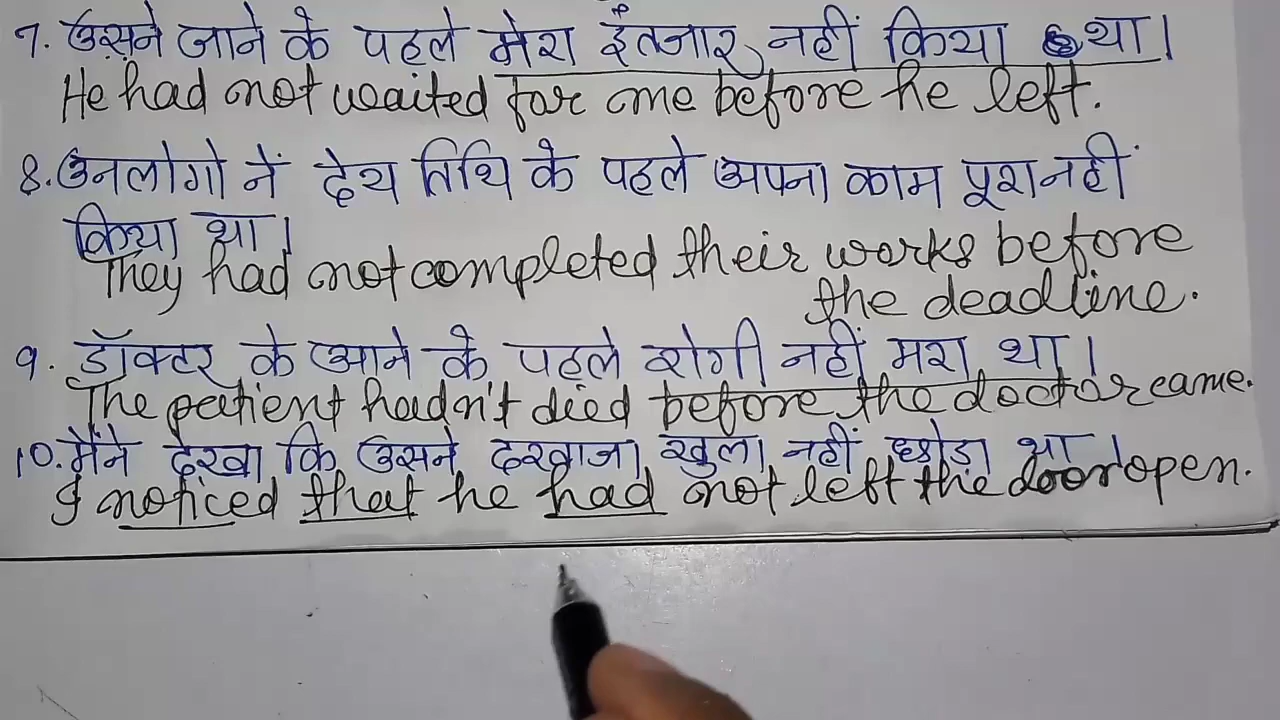 7. उसने जाने के पहले मेरा इंतजार नहीं किया था।
He had not waited for me before he left.
8. उनलोगो नें देय तिथि के पहले अपना काम पूरा नहीं
किया था।
They had not completed their works before
the deadline.
9. डॉक्टर के आने के पहले रोगी नहीं मरा था।
The patient hadn't died before the doctor came.
10. मैंने देखा कि उसने दरवाजा खुला नहीं छोड़ा था।
I noticed that he had not left the door open.